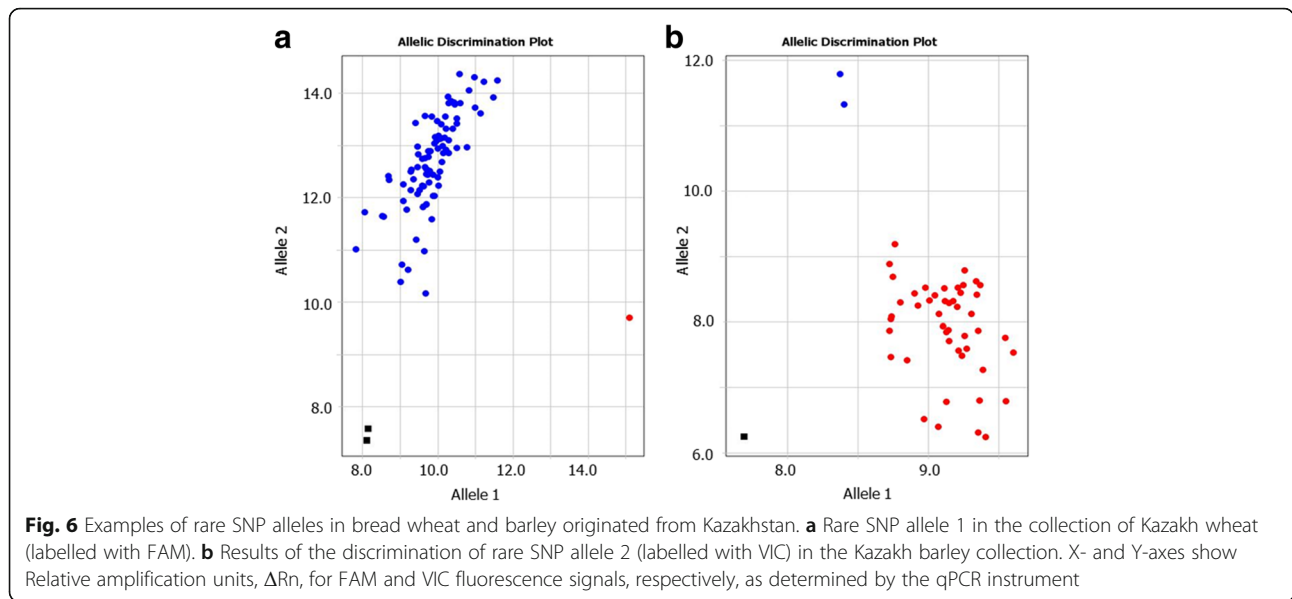 a
Allelic Discrimination Plot
14.0
12.0
10.0
8.0
Allele 2
8.0 10.0 12.0 14.0
Allele 1
b
Allelic Discrimination Plot
12.0
10.0
8.0
6.0
Allele 2
8.0 9.0
Allele 1
Fig. 6 Examples of rare SNP alleles in bread wheat and barley originated from Kazakhstan. a Rare SNP allele 1 in the collection of Kazakh wheat
(labelled with FAM). b Results of the discrimination of rare SNP allele 2 (labelled with VIC) in the Kazakh barley collection. X- and Y-axes show
Relative amplification units, ΔRn, for FAM and VIC fluorescence signals, respectively, as determined by the qPCR instrument